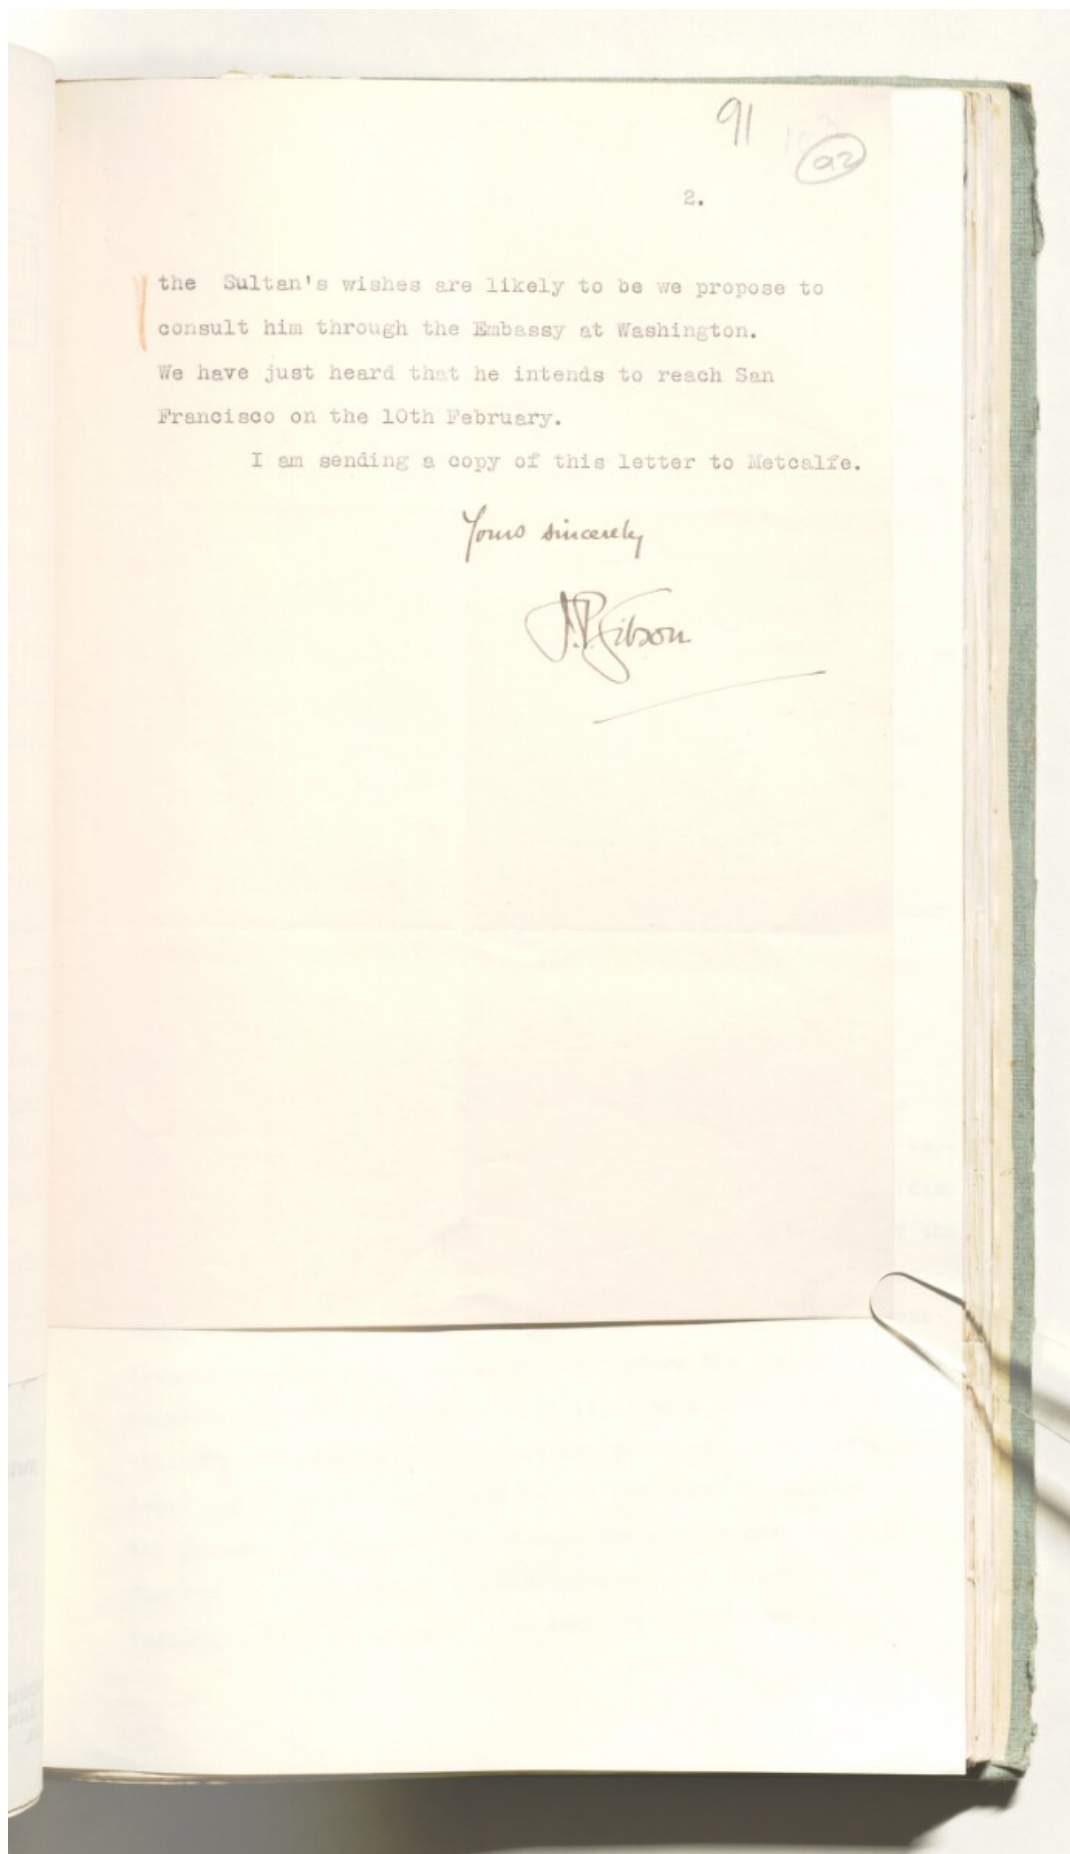 91
92
2.
the Sultan's wishes are likely to be we propose to
consult him through the Embassy at Washington.
We have just heard that he intends to reach San
Francisco on the 10th February.
I am sending a copy of this letter to Metcalfe.
Yours sincerely
J.P. Gibson